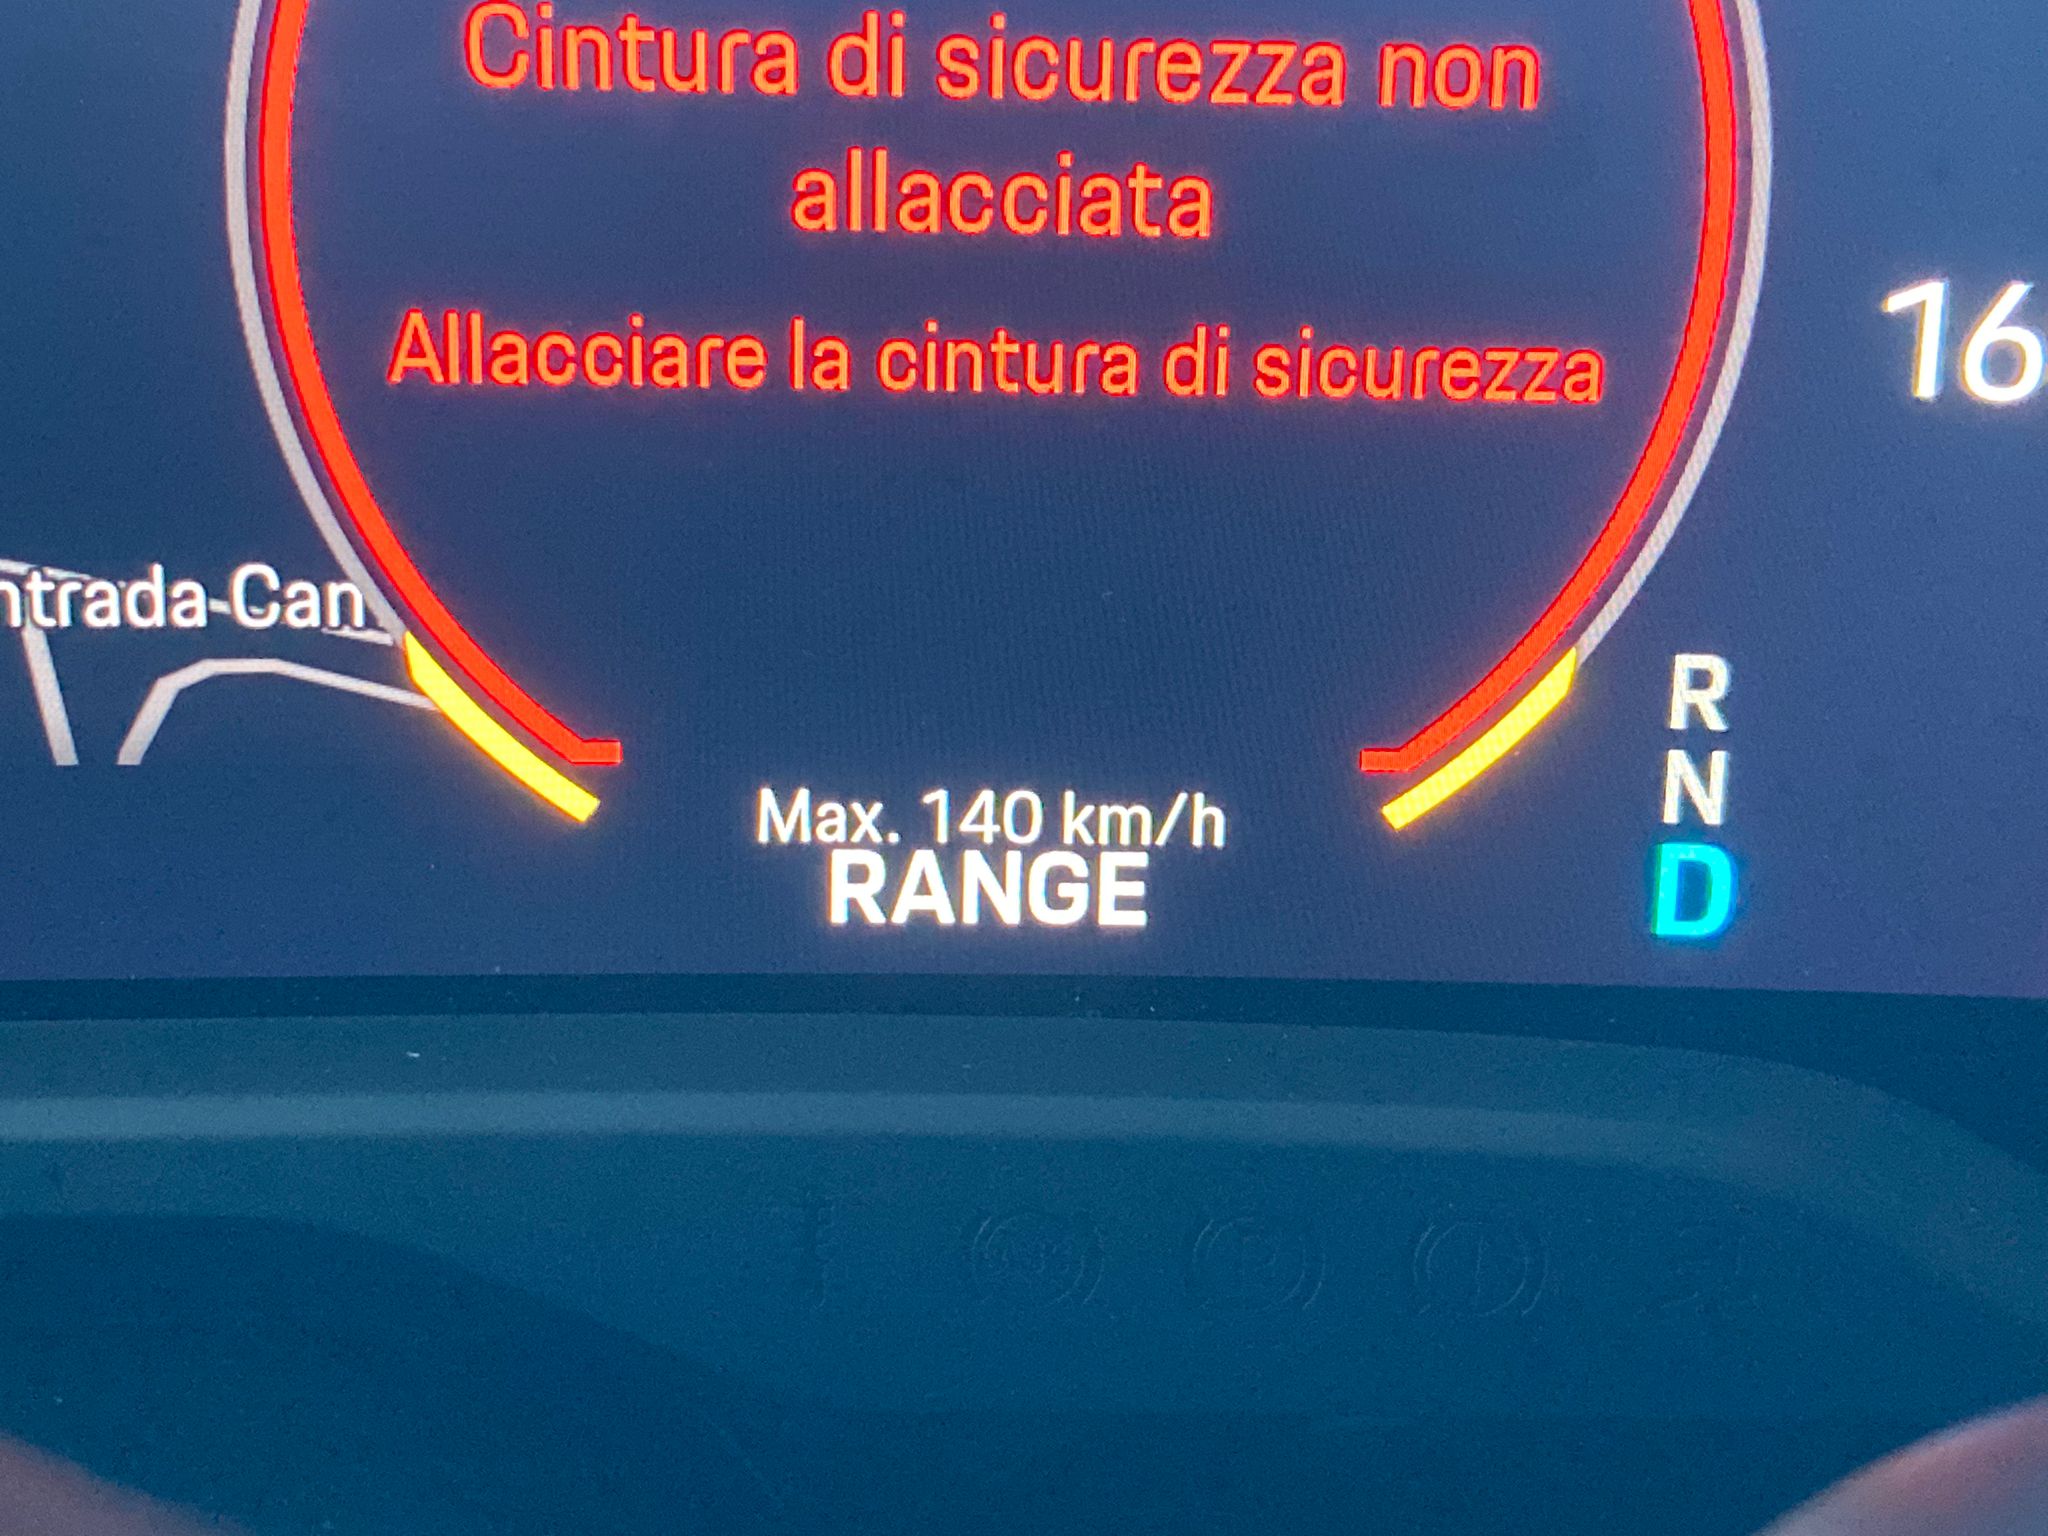 Cintura di sicurezza non
allacciata
Allacciare la cintura di sicurezza
16
ntrada Can
R
N
D
Max. 140 km/h
RANGE